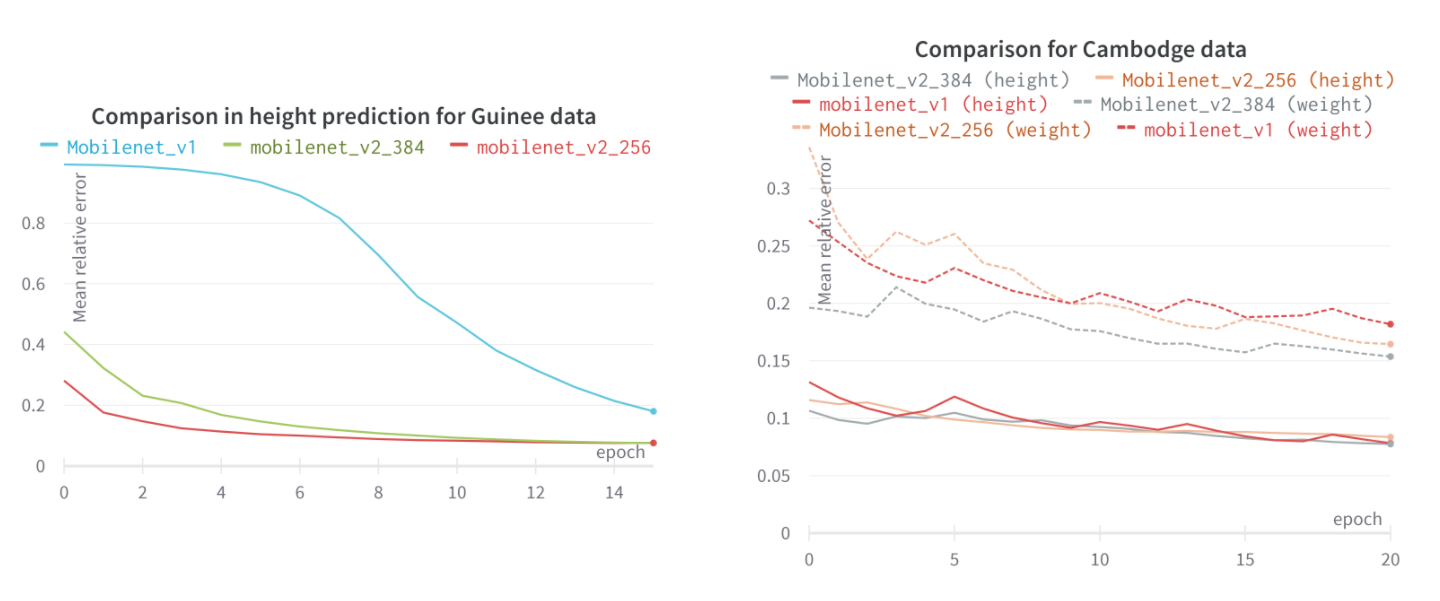 Comparison in height prediction for Guinee data
Mobilenet_v1 mobilenet_v2_384 mobilenet_v2_256
Mean relative error
0.8
0.6
0.4
0.2
0
epoch
0 2 4 6 8 10 12 14
Comparison for Cambodge data
Mobilenet_v2_384 (height) Mobilenet_v2_256 (height)
mobilenet_v1 (height) Mobilenet_v2_384 (weight)
Mobilenet_v2_256 (weight) mobilenet_v1 (weight)
Mean relative error
0.3
0.25
0.2
0.15
0.1
0.05
0
epoch
0 5 10 15 20